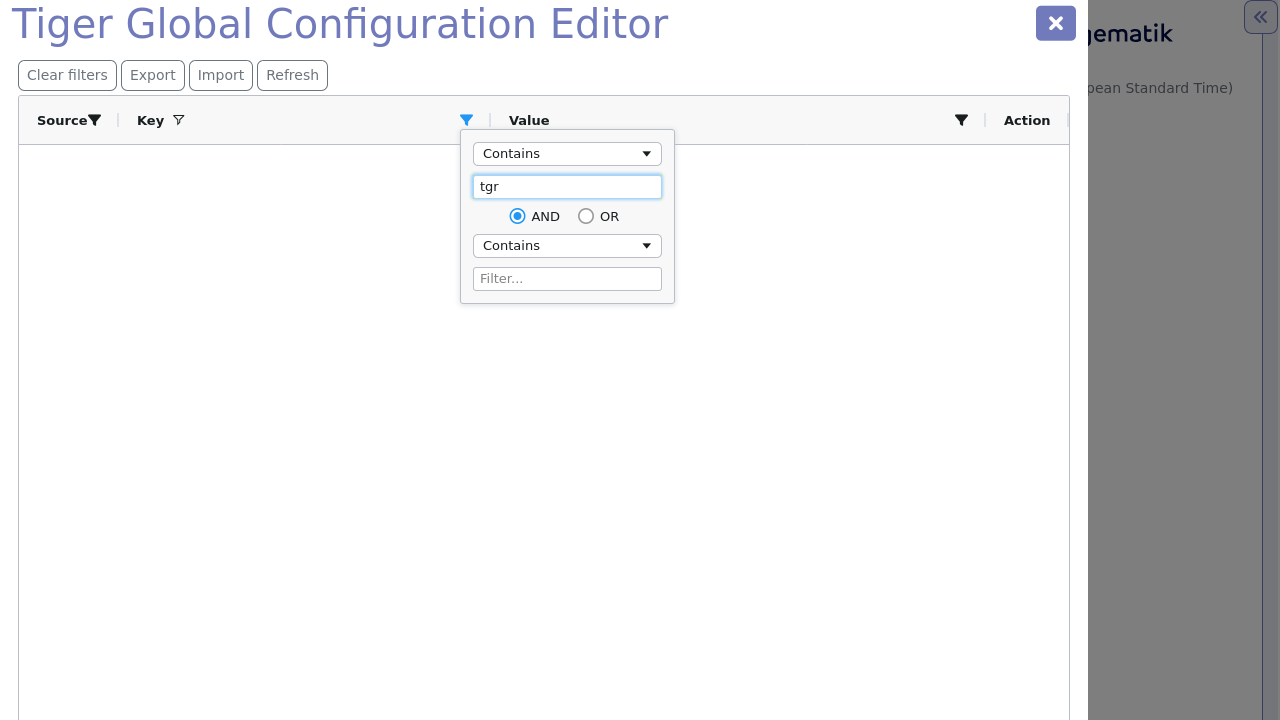 Tiger Global Configuration Editor
gematik
Clear filters Export Import Refresh
pean Standard Time)
Source Key Value Action
Contains
tgr
AND OR
Contains
Filter...